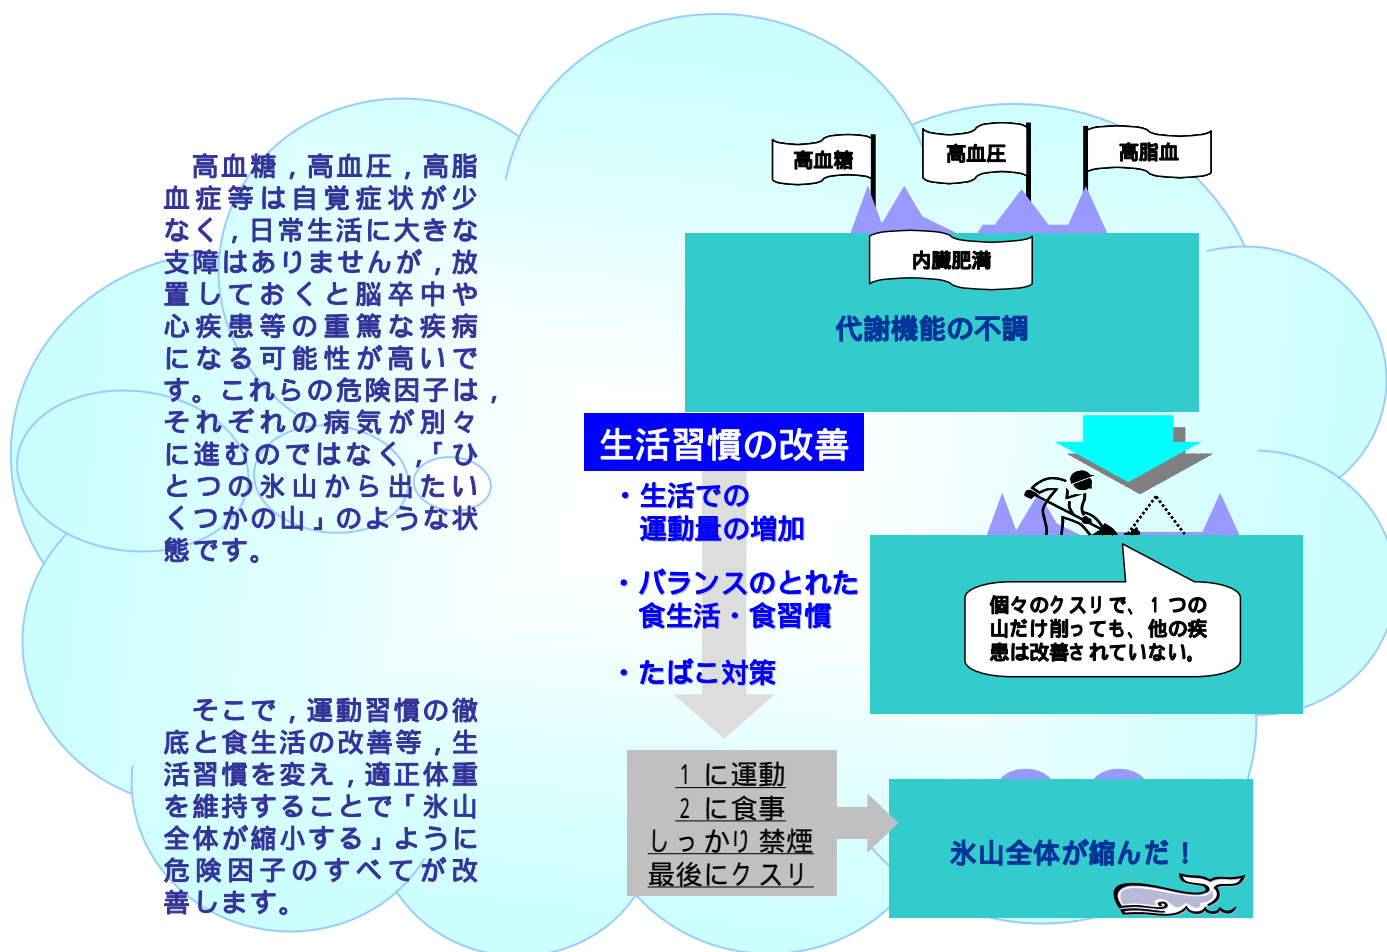 高血糖，高血圧，高脂
血症等は自覚症状が少
なく，日常生活に大きな
支障はありませんが，放
置しておくと脳卒中や
心疾患等の重篤な疾病
になる可能性が高いで
す。これらの危険因子は，
それぞれの病気が別々
に進むのではなく，「ひ
とつの氷山から出たい
くつかの山」のような状
態です。
そこで，運動習慣の徹
底と食生活の改善等，生
活習慣を変え，適正体重
を維持することで「氷山
全体が縮小する」ように
危険因子のすべてが改
善します。
高血糖
高血圧
高脂血
内臓肥満
代謝機能の不調
生活習慣の改善
・生活での
運動量の増加
・バランスのとれた
食生活・食習慣
・たばこ対策
個々のクスリで、１つの
山だけ削っても、他の疾
患は改善されていない。
１に運動
２に食事
しっかり禁煙
最後にクスリ
氷山全体が縮んだ！